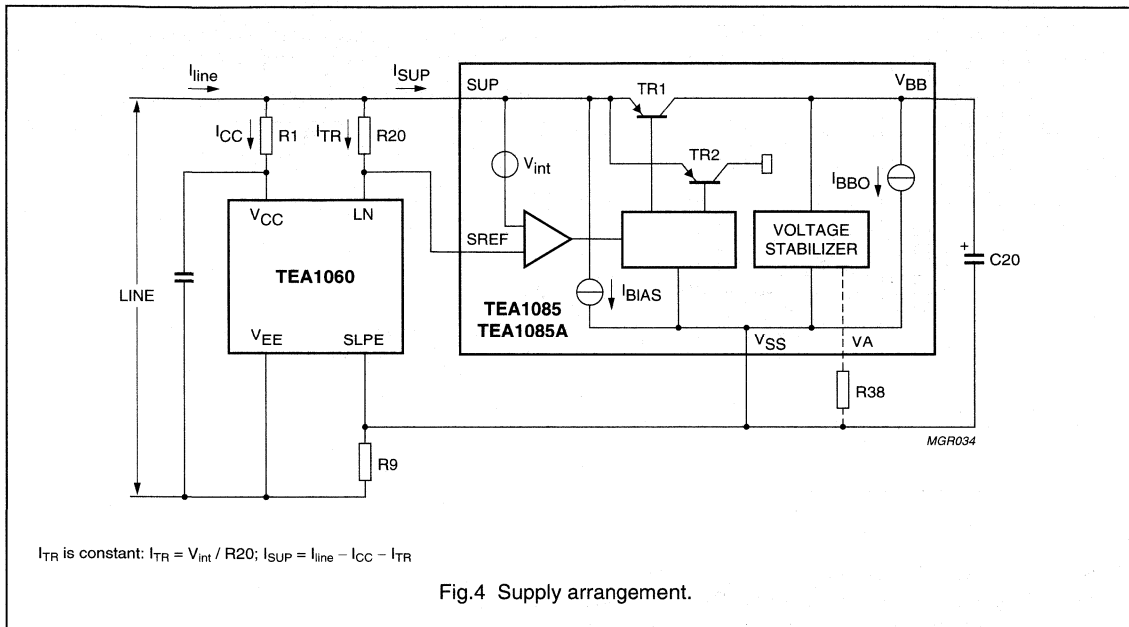 I_line
I_SUP
SUP
TR1
V_BB
I_CC
R1
I_TR
R20
V_int
TR2
I_BBO
V_CC
LN
SREF
VOLTAGE
STABILIZER
+
C20
LINE
TEA1060
I_BIAS
TEA1085
TEA1085A
V_EE
SLPE
V_SS
VA
R38
MGR034
R9
I_TR is constant: I_TR = V_int / R20; I_SUP = I_line − I_CC − I_TR
Fig.4 Supply arrangement.